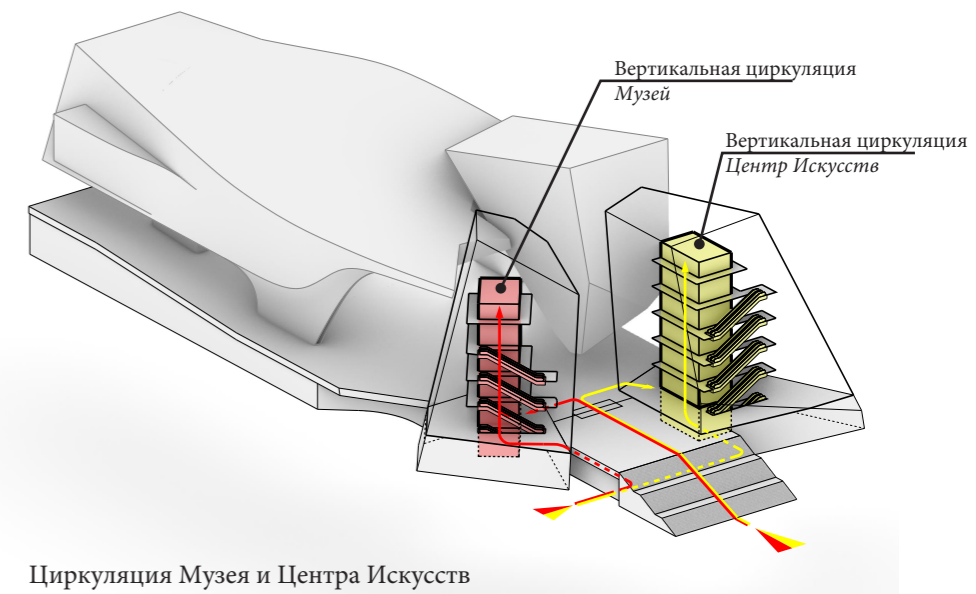 Вертикальная циркуляция
Музей
Вертикальная циркуляция
Центр Искусств
Циркуляция Музея и Центра Искусств